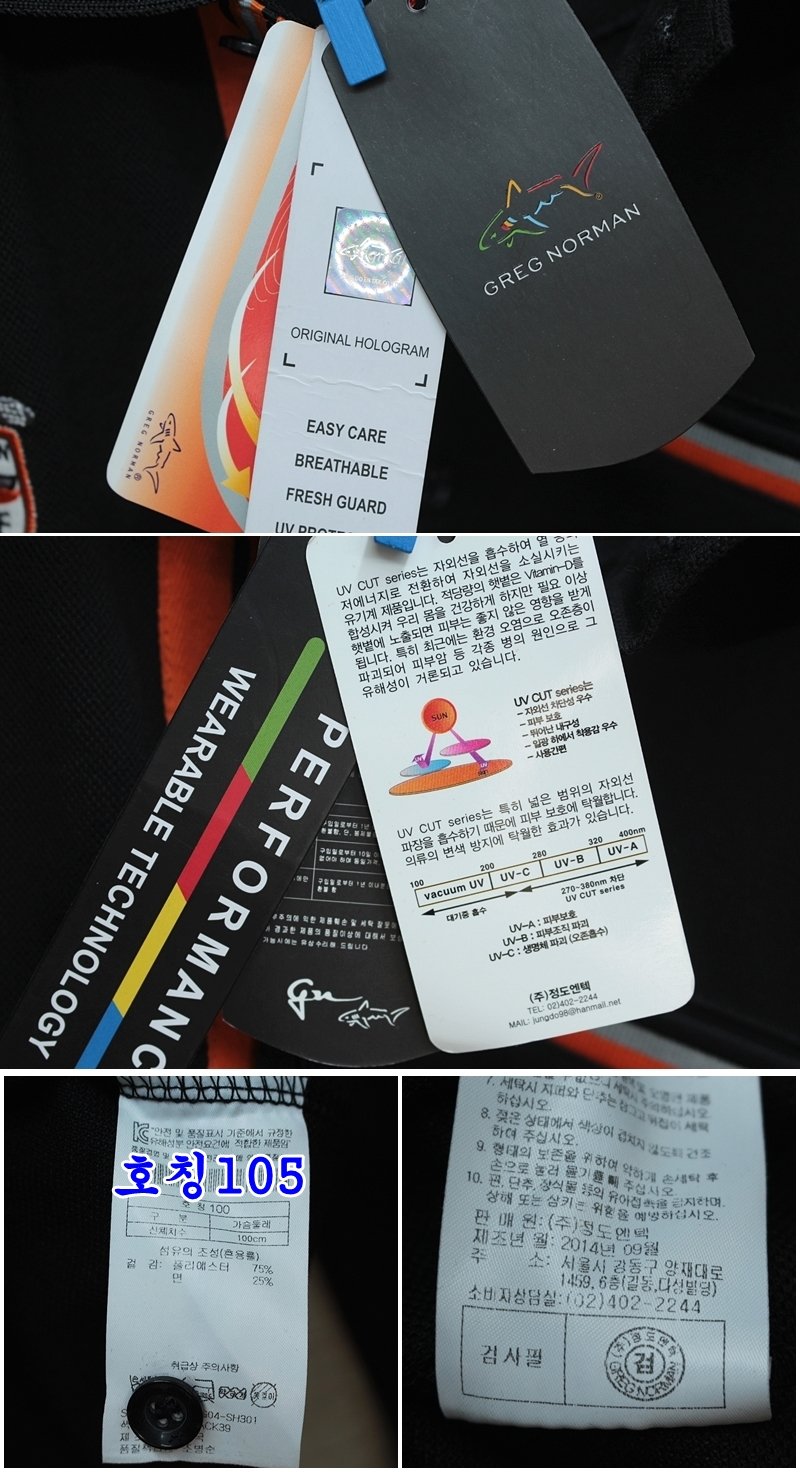 GREG NORMAN
GREG NORMAN
ORIGINAL HOLOGRAM
EASY CARE
BREATHABLE
FRESH GUARD
UV CUT series는 자외선을 흡수하여 열
저에너지로 전환하여 자외선을 소실시키는
유기계 제품입니다. 적당량의 햇볕은 Vitamin-D를
합성시켜 우리 몸을 건강하게 하지만 필요 이상
햇볕에 노출되면 피부는 좋지 않은 영향을 받게
됩니다. 특히 최근에는 환경 오염으로 오존층이
파괴되어 피부암 등 각종 병의 원인으로 그
유해성이 거론되고 있습니다.
SUN
UV CUT series는
- 자외선 차단성 우수
- 피부 보호
- 뛰어난 내구성
- 일광 하에서 착용감 우수
- 사용간편
UV CUT series는 특히 넓은 범위의 자외선
파장을 흡수하기 때문에 피부 보호에 탁월합니다.
의류의 변색 방지에 탁월한 효과가 있습니다.
100 200 280 320 400nm
vacuum UV UV-C UV-B UV-A
대기중 흡수
270~380nm 차단
UV CUT series
UV-A : 피부보호
UV-B : 피부조직 파괴
UV-C : 생명체 파괴 (오존흡수)
(주)정도엔텍
TEL: 02)402-2244
MAIL: jungdo98@hanmail.net
WEARABLE TECHNOLOGY
PERFORMANC
"안전 및 품질표시 기준에서 규정한
유해성분 안전요건에 적합한 제품임"
호칭105
호칭 100
구 분 가슴둘레
신체치수 100cm
섬유의 조성(혼용률)
겉 감: 폴리에스터 75%
면 25%
취급상 주의사항
04-SH301
ACK39
7. 세탁시 지퍼와 단추는 잠그고
하십시오.
8. 젖은 상태에서 색상이 겹치지 않도록 건조
하여 주십시오.
9. 형태의 보존을 위하여 약하게 손세탁 후
손으로 눌러 물기를 빼 주십시오.
10. 핀, 단추, 장식물 등의 유아접촉을 금지하며,
상해 또는 삼키는 위험을 예방하십시오.
판 매 원: (주)정도엔텍
제조년 월: 2014년 09월
주 소: 서울시 강동구 양재대로
1459, 6층(길동,다성빌딩)
소비자상담실: (02)402-2244
검사필
(주)정도엔텍
검
GREG NORMAN